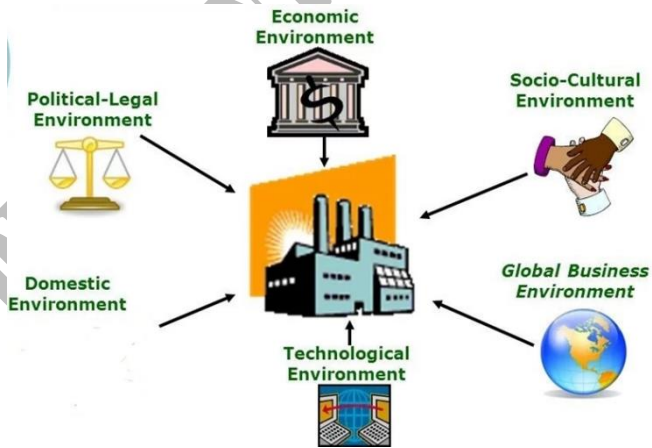 Economic
Environment
Political-Legal
Environment
Socio-Cultural
Environment
Domestic
Environment
Global Business
Environment
Technological
Environment